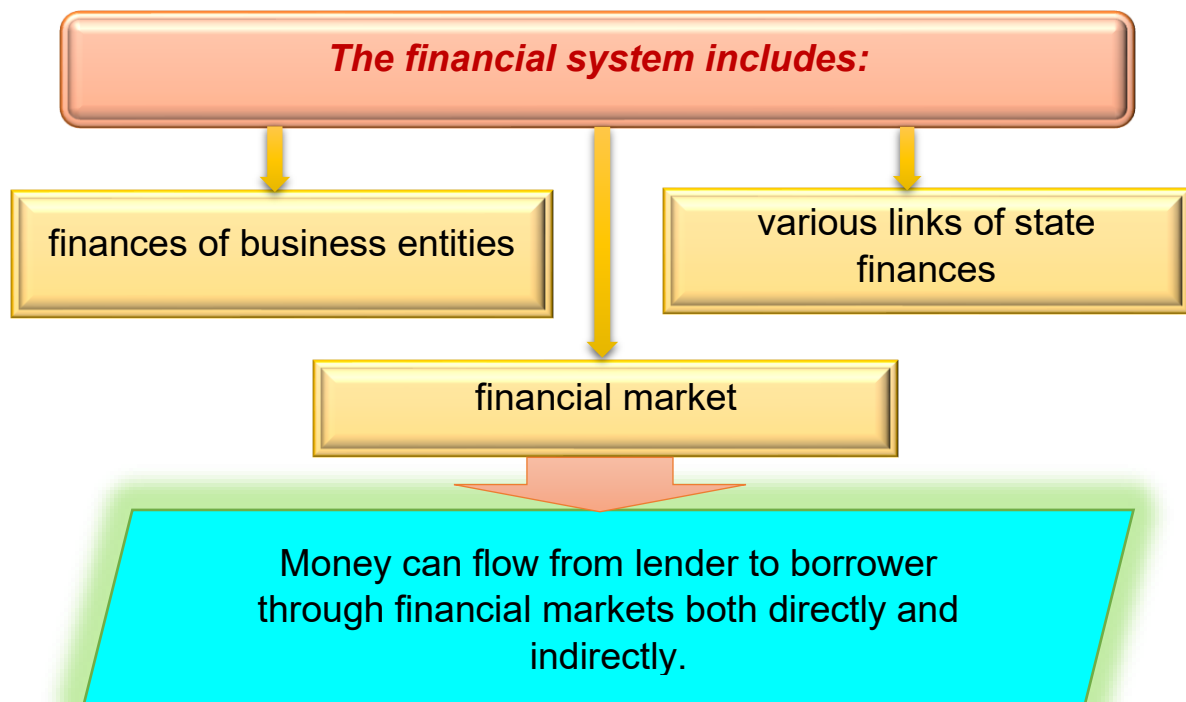 The financial system includes:
finances of business entities
various links of state
finances
financial market
Money can flow from lender to borrower
through financial markets both directly and
indirectly.